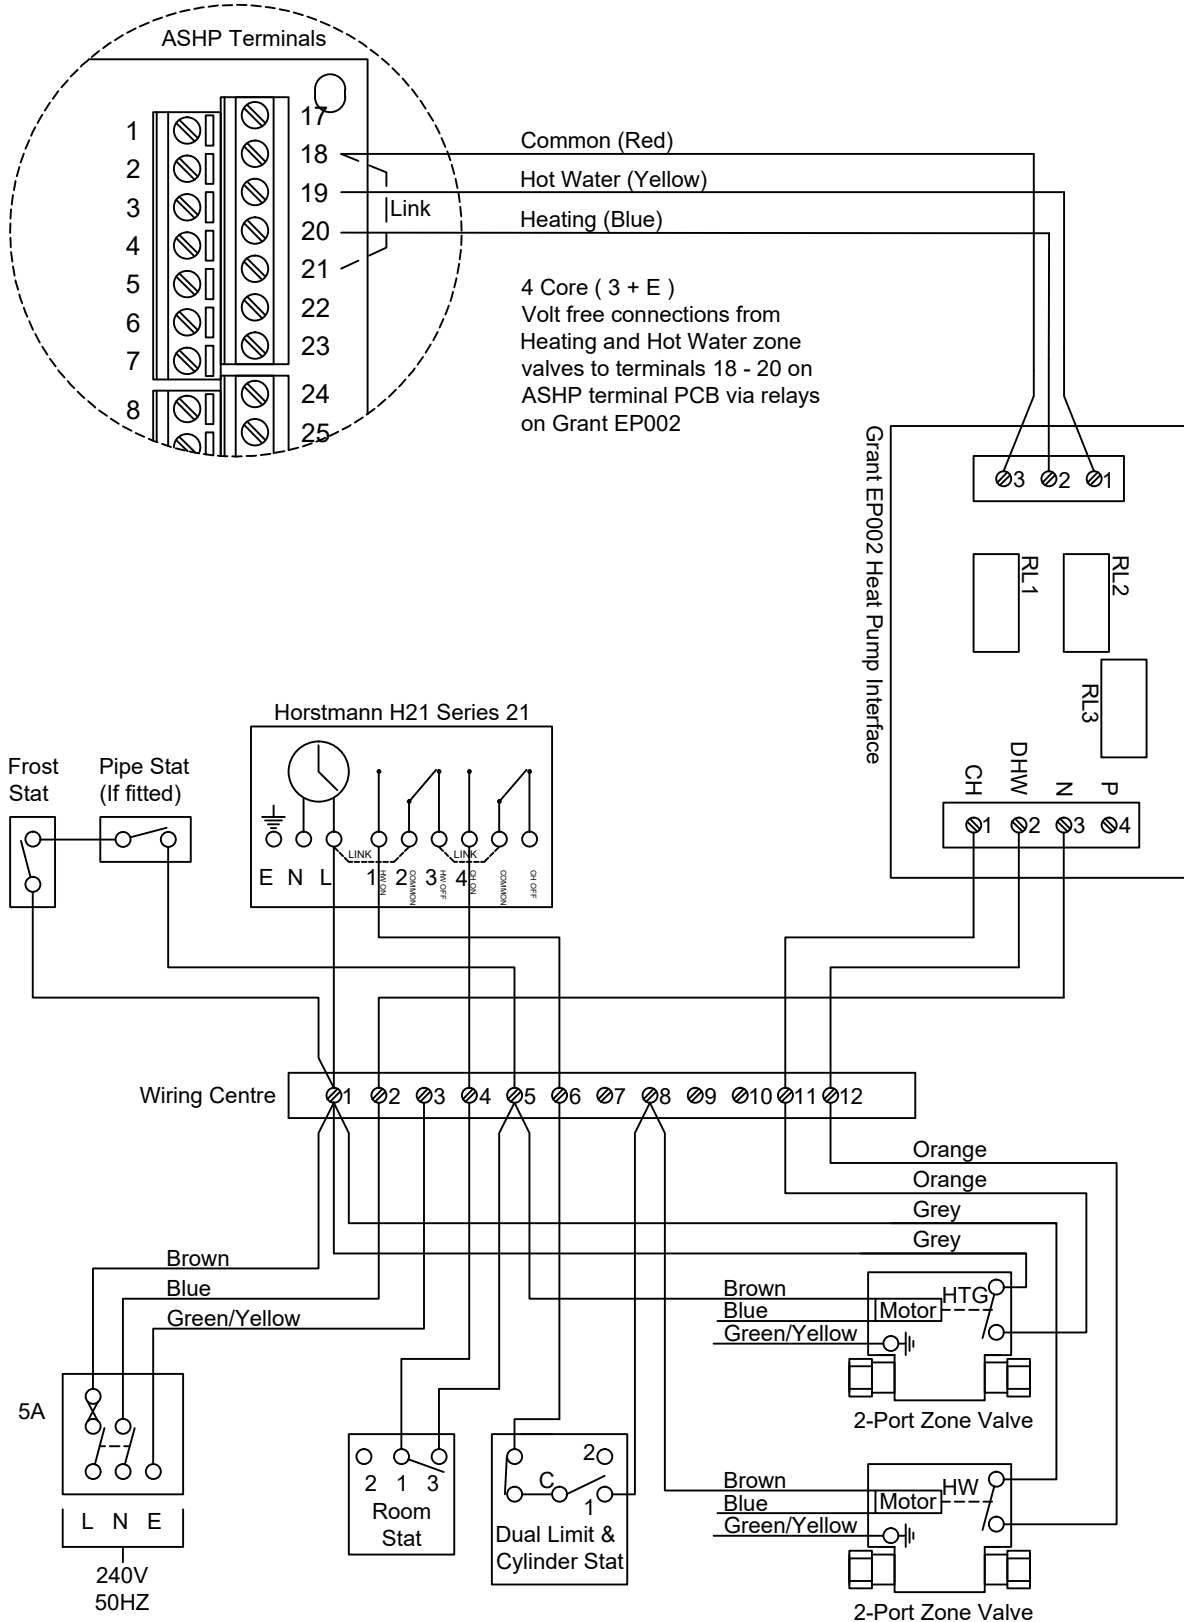 ASHP Terminals
1
2
3
4
5
6
7
8
17
18
19
20
21
22
23
24
25
Link
Common (Red)
Hot Water (Yellow)
Heating (Blue)
4 Core ( 3 + E )
Volt free connections from
Heating and Hot Water zone
valves to terminals 18 - 20 on
ASHP terminal PCB via relays
on Grant EP002
Grant EP002 Heat Pump Interface
3 2 1
RL1
RL2
RL3
CH
DHW
N
P
1 2 3 4
Horstmann H21 Series 21
Frost
Stat
Pipe Stat
(If fitted)
LINK
LINK
E N L 1 2 3 4
HW ON
COMMON
HW OFF
CH ON
COMMON
CH OFF
Wiring Centre
1 2 3 4 5 6 7 8 9 10 11 12
Orange
Orange
Grey
Grey
Brown
Blue
Green/Yellow
Brown
Blue
Green/Yellow
Motor
HTG
2-Port Zone Valve
5A
L N E
240V
50HZ
2 1 3
Room
Stat
2
C
1
Dual Limit &
Cylinder Stat
Brown
Blue
Green/Yellow
Motor
HW
2-Port Zone Valve